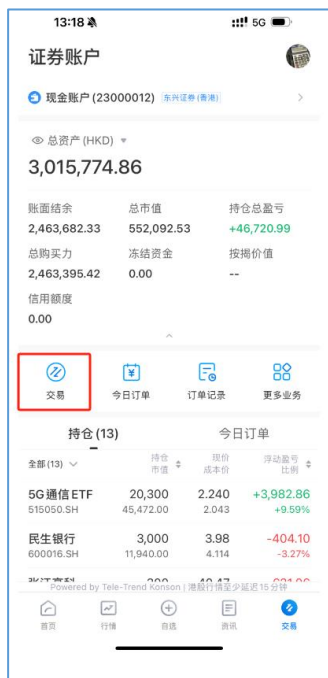 13:18 5G
证券账户
现金账户 (23000012) 东兴证券(香港)
总资产 (HKD)
3,015,774.86
账面结余 总市值 持仓总盈亏
2,463,682.33 552,092.53 +46,720.99
总购买力 冻结资金 按揭价值
2,463,395.42 0.00 --
信用额度
0.00
交易 今日订单 订单记录 更多业务
持仓 (13) 今日订单
全部 (13) 持仓 现价 浮动盈亏
市值 成本价 比例
5G通信ETF 20,300 2.240 +3,982.86
515050.SH 45,472.00 2.043 +9.59%
民生银行 3,000 3.98 -404.10
600016.SH 11,940.00 4.114 -3.27%
Powered by Tele-Trend Konson | 港股行情至少延迟15分钟
首页 行情 自选 资讯 交易